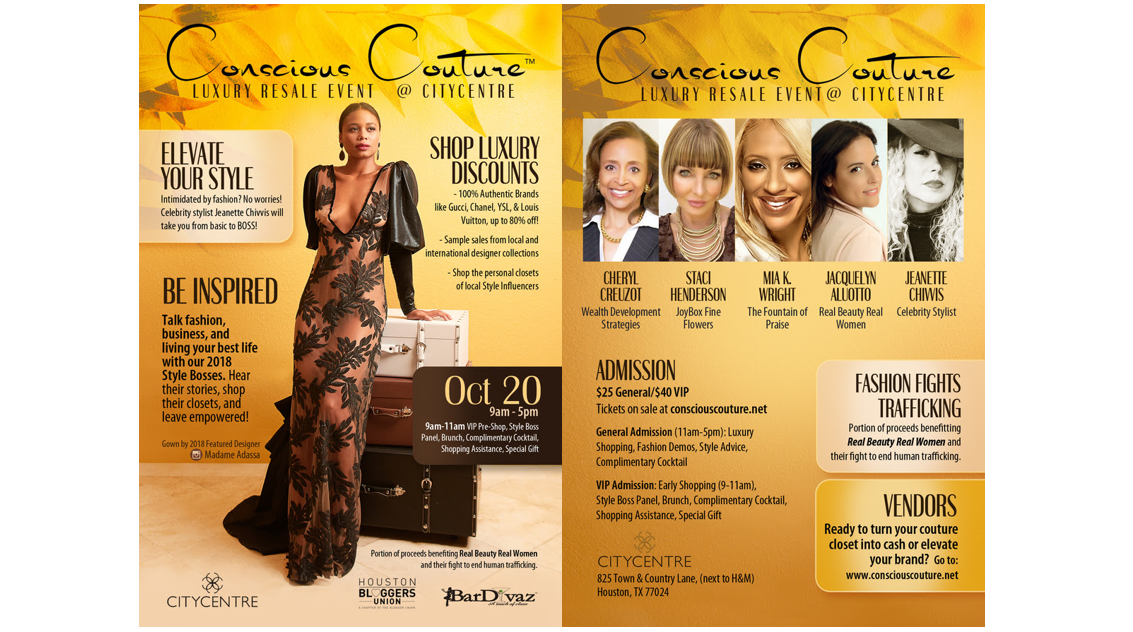 Conscious Couture™
LUXURY RESALE EVENT @ CITYCENTRE
ELEVATE
YOUR STYLE
Intimidated by fashion? No worries!
Celebrity stylist Jeanette Chivvis will
take you from basic to BOSS!
SHOP LUXURY
DISCOUNTS
- 100% Authentic Brands
like Gucci, Chanel, YSL, & Louis
Vuitton, up to 80% off!
- Sample sales from local and
international designer collections
- Shop the personal closets
of local Style Influencers
BE INSPIRED
Talk fashion,
business, and
living your best life
with our 2018
Style Bosses. Hear
their stories, shop
their closets, and
leave empowered!
Gown by 2018 Featured Designer
Madame Adassa
Oct 20
9am - 5pm
9am-11am VIP Pre-Shop, Style Boss
Panel, Brunch, Complimentary Cocktail,
Shopping Assistance, Special Gift
Portion of proceeds benefiting Real Beauty Real Women
and their fight to end human trafficking.
CITYCENTRE
HOUSTON
BLOGGERS
UNION
BarDivaz
A touch of class
Conscious Couture
LUXURY RESALE EVENT @ CITYCENTRE
CHERYL
CREUZOT
Wealth Development
Strategies
STACI
HENDERSON
JoyBox Fine
Flowers
MIA K.
WRIGHT
The Fountain of
Praise
JACQUELYN
ALUOTTO
Real Beauty Real
Women
JEANETTE
CHIVVIS
Celebrity Stylist
ADMISSION
$25 General/$40 VIP
Tickets on sale at consciouscouture.net
General Admission (11am-5pm): Luxury
Shopping, Fashion Demos, Style Advice,
Complimentary Cocktail
VIP Admission: Early Shopping (9-11am),
Style Boss Panel, Brunch, Complimentary Cocktail,
Shopping Assistance, Special Gift
CITYCENTRE
825 Town & Country Lane, (next to H&M)
Houston, TX 77024
FASHION FIGHTS
TRAFFICKING
Portion of proceeds benefitting
Real Beauty Real Women and
their fight to end human trafficking.
VENDORS
Ready to turn your couture
closet into cash or elevate
your brand? Go to:
www.consciouscouture.net